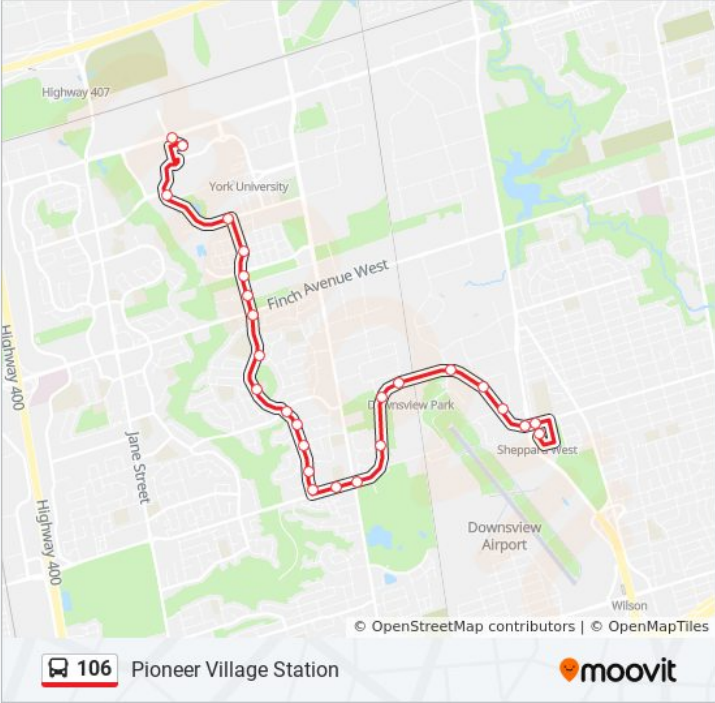 Highway 407
York University
Finch Avenue West
Highway 400
Downsview Park
Jane Street
Sheppard West
Highway 400
Downsview
Airport
Wilson
© OpenStreetMap contributors | © OpenMapTiles
106 Pioneer Village Station
moovit